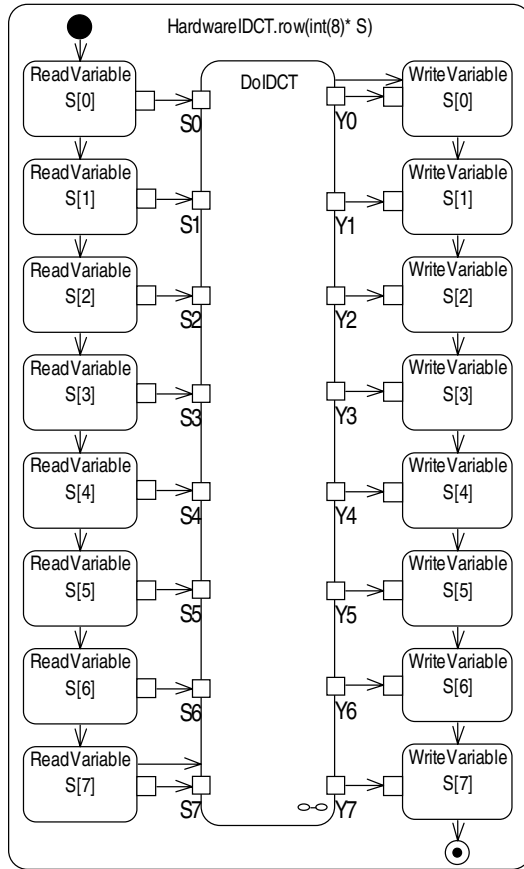 HardwareIDCT.row(int(8)* S)
ReadVariable
S[0]
S0
DoIDCT
Y0
WriteVariable
S[0]
ReadVariable
S[1]
S1
Y1
WriteVariable
S[1]
ReadVariable
S[2]
S2
Y2
WriteVariable
S[2]
ReadVariable
S[3]
S3
Y3
WriteVariable
S[3]
ReadVariable
S[4]
S4
Y4
WriteVariable
S[4]
ReadVariable
S[5]
S5
Y5
WriteVariable
S[5]
ReadVariable
S[6]
S6
Y6
WriteVariable
S[6]
ReadVariable
S[7]
S7
Y7
WriteVariable
S[7]